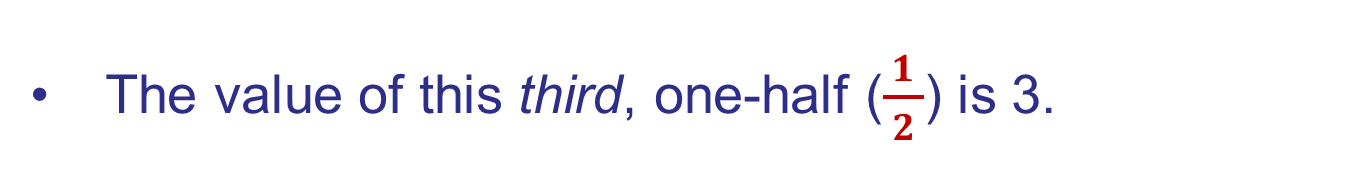 • The value of this third, one-half (1/2) is 3.